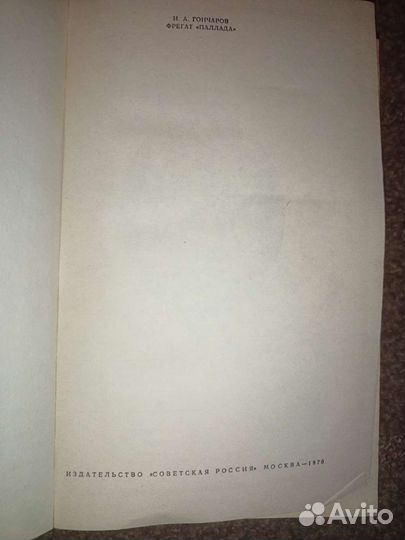 И. А. ГОНЧАРОВ
ФРЕГАТ «ПАЛЛАДА»
ИЗДАТЕЛЬСТВО «СОВЕТСКАЯ РОССИЯ» МОСКВА—1976
Avito